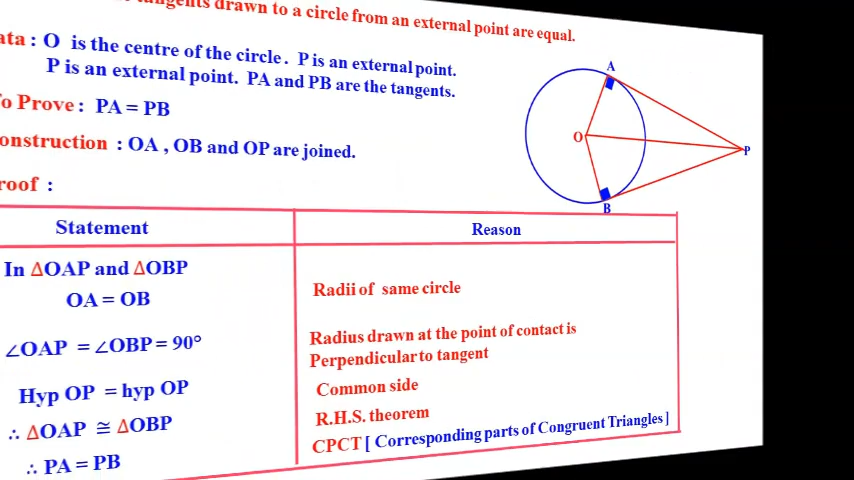 tangents drawn to a circle from an external point are equal.
ata : O is the centre of the circle . P is an external point.
P is an external point. PA and PB are the tangents.
o Prove : PA = PB
onstruction : OA , OB and OP are joined.
roof :
A
O
P
B
Statement Reason
In ΔOAP and ΔOBP
OA = OB Radii of same circle
∠OAP = ∠OBP = 90° Radius drawn at the point of contact is
Perpendicular to tangent
Hyp OP = hyp OP Common side
∴ ΔOAP ≅ ΔOBP R.H.S. theorem
∴ PA = PB CPCT [ Corresponding parts of Congruent Triangles ]